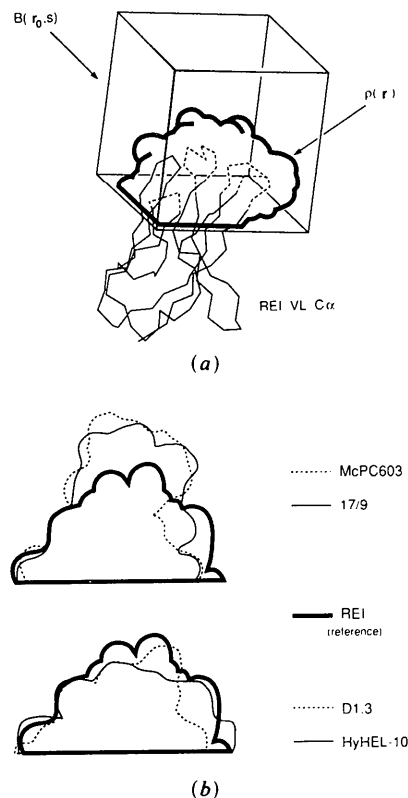 B( r₀.s)
ρ( r )
REI VL Cα
(a)
McPC603
17/9
REI
(reference)
D1.3
HyHEL-10
(b)